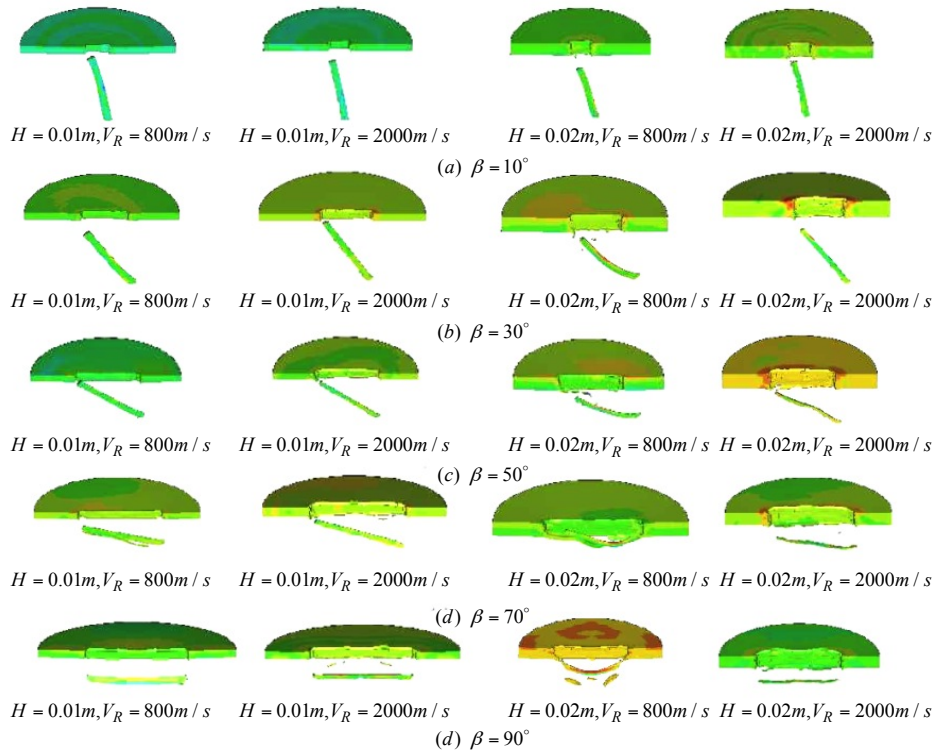 H = 0.01m, V_R = 800m / s H = 0.01m, V_R = 2000m / s H = 0.02m, V_R = 800m / s H = 0.02m, V_R = 2000m / s
(a) β = 10°
H = 0.01m, V_R = 800m / s H = 0.01m, V_R = 2000m / s H = 0.02m, V_R = 800m / s H = 0.02m, V_R = 2000m / s
(b) β = 30°
H = 0.01m, V_R = 800m / s H = 0.01m, V_R = 2000m / s H = 0.02m, V_R = 800m / s H = 0.02m, V_R = 2000m / s
(c) β = 50°
H = 0.01m, V_R = 800m / s H = 0.01m, V_R = 2000m / s H = 0.02m, V_R = 800m / s H = 0.02m, V_R = 2000m / s
(d) β = 70°
H = 0.01m, V_R = 800m / s H = 0.01m, V_R = 2000m / s H = 0.02m, V_R = 800m / s H = 0.02m, V_R = 2000m / s
(d) β = 90°